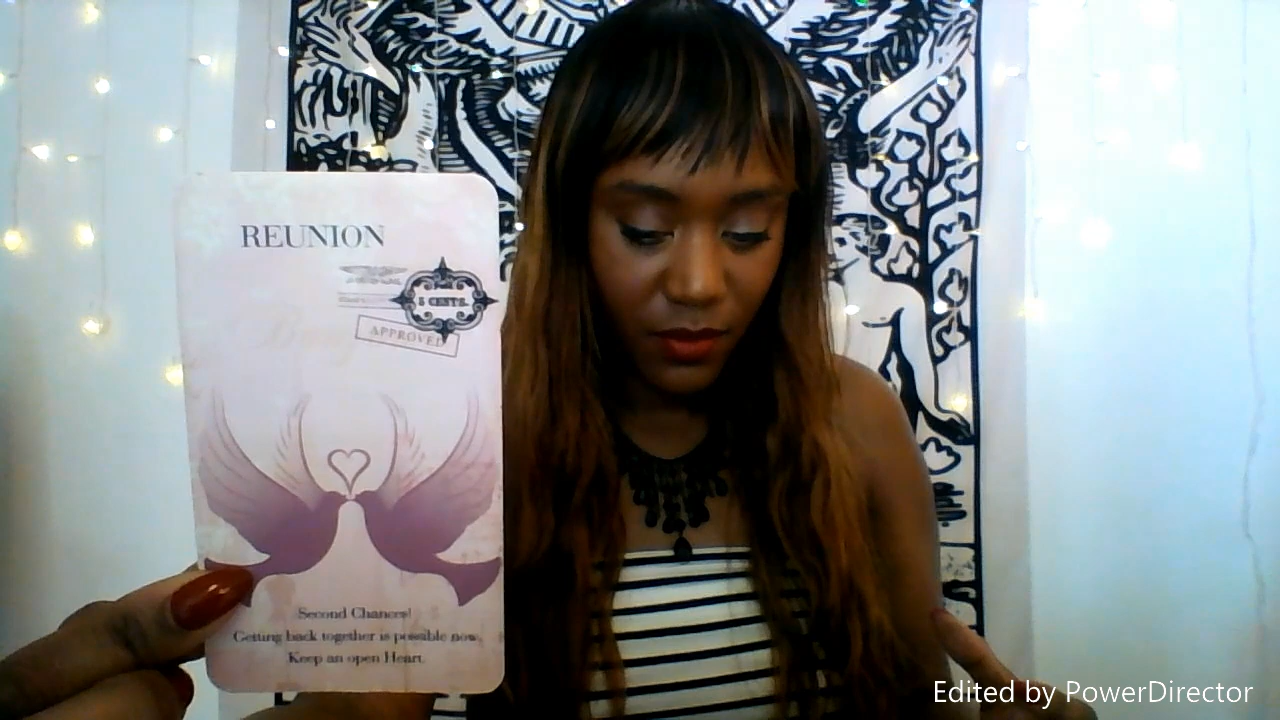 REUNION
5 CENTS.
APPROVED
Second Chances!
Getting back together is possible now.
Keep an open Heart.
Edited by PowerDirector